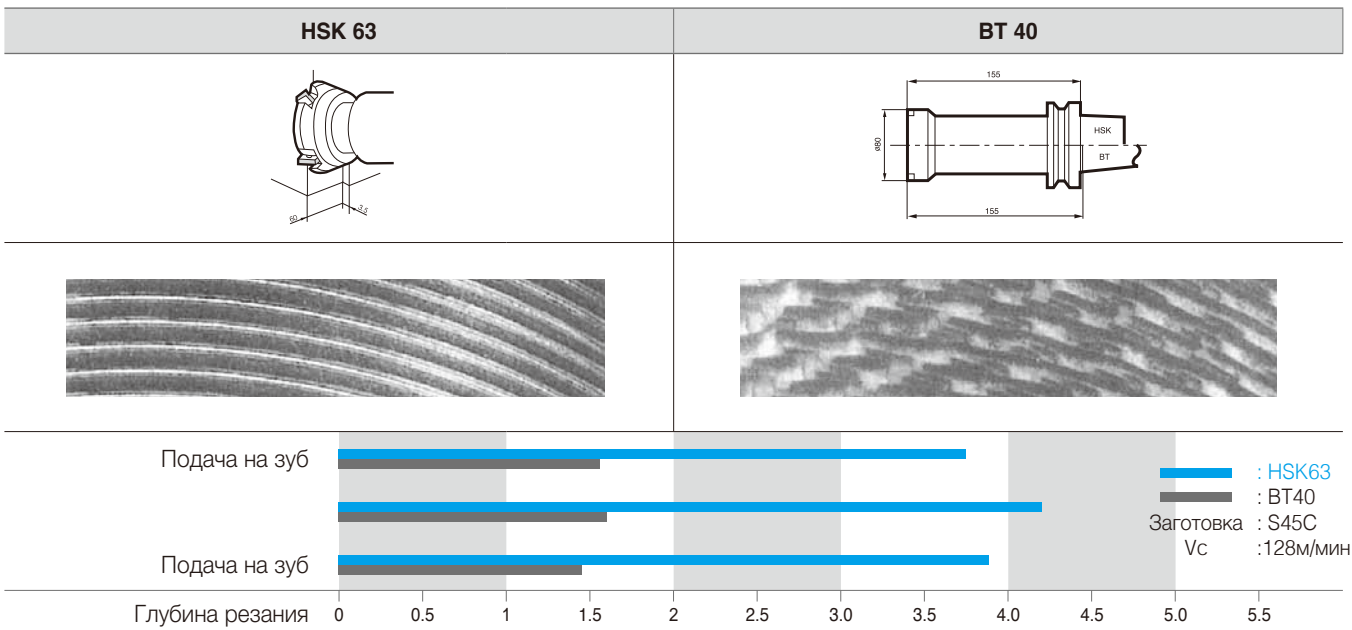 HSK 63
BT 40
60
3,5
155
ø80
HSK
BT
155
Подача на зуб
: HSK63
: BT40
Заготовка : S45C
Vc :128м/мин
Подача на зуб
Глубина резания 0 0.5 1 1.5 2 2.5 3.0 3.5 4.0 4.5 5.0 5.5